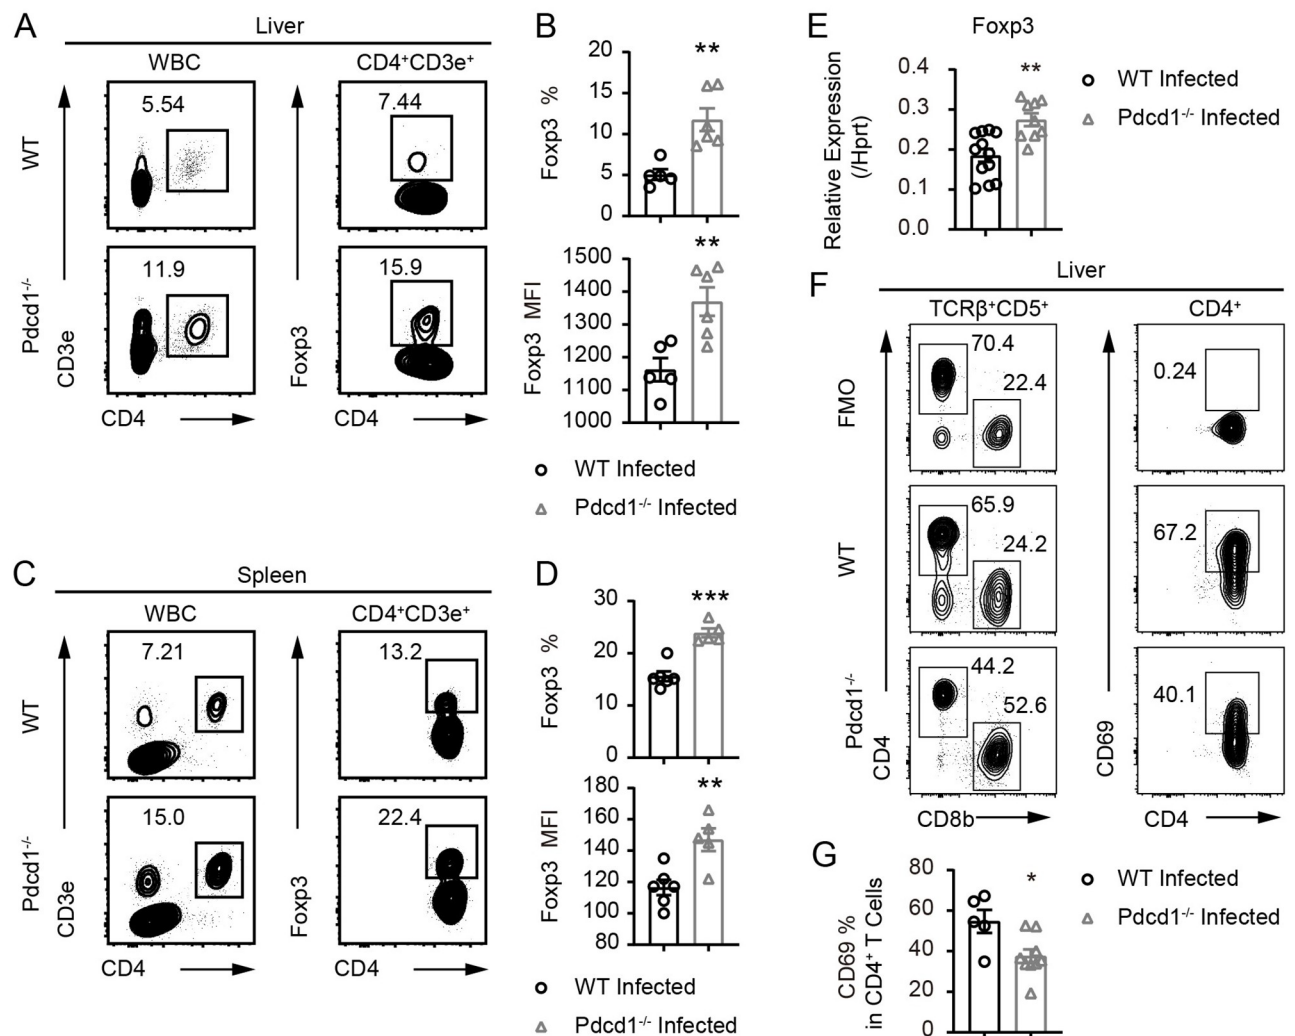 A
Liver
WBC
CD4⁺CD3e⁺
WT
5.54
7.44
Pdcd1⁻/⁻
11.9
15.9
CD3e
Foxp3
CD4
CD4
B
Foxp3 %
20
15
10
5
0
**
Foxp3 MFI
1500
1400
1300
1200
1100
1000
**
WT Infected
Pdcd1⁻/⁻ Infected
C
Spleen
WBC
CD4⁺CD3e⁺
WT
7.21
13.2
Pdcd1⁻/⁻
15.0
22.4
CD3e
Foxp3
CD4
CD4
D
Foxp3 %
30
20
10
0
***
Foxp3 MFI
180
160
140
120
100
80
**
WT Infected
Pdcd1⁻/⁻ Infected
E
Foxp3
Relative Expression
(/Hprt)
0.4
0.3
0.2
0.1
0.0
**
WT Infected
Pdcd1⁻/⁻ Infected
F
Liver
TCRβ⁺CD5⁺
CD4⁺
FMO
70.4
22.4
0.24
WT
65.9
24.2
67.2
Pdcd1⁻/⁻
44.2
52.6
40.1
CD4
CD69
CD8b
CD4
G
CD69 %
in CD4⁺ T Cells
80
60
40
20
0
*
WT Infected
Pdcd1⁻/⁻ Infected